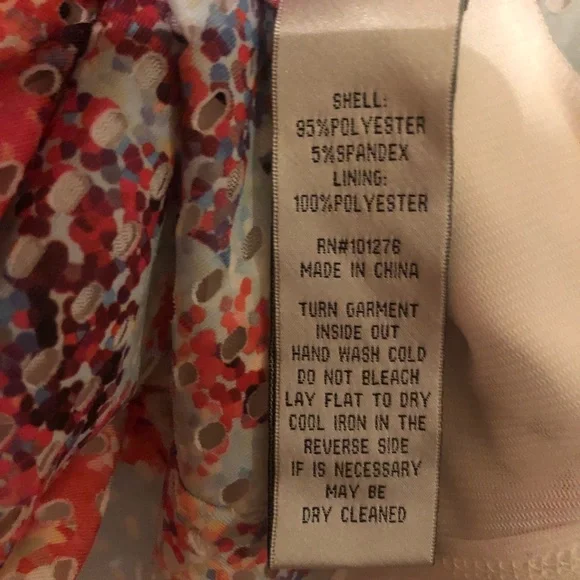 SHELL:
95%POLYESTER
5%SPANDEX
LINING:
100%POLYESTER
RN#101276
MADE IN CHINA
TURN GARMENT
INSIDE OUT
HAND WASH COLD
DO NOT BLEACH
LAY FLAT TO DRY
COOL IRON IN THE
REVERSE SIDE
IF IS NECESSARY
MAY BE
DRY CLEANED